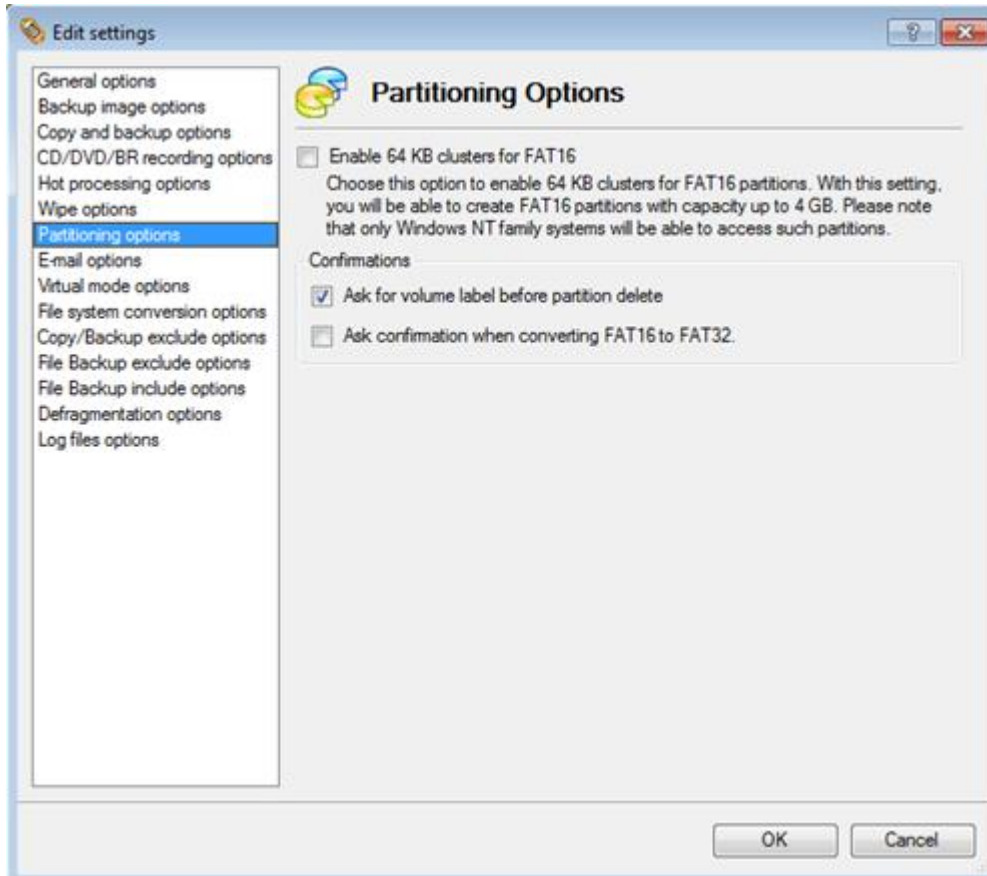 Edit settings
General options
Backup image options
Copy and backup options
CD/DVD/BR recording options
Hot processing options
Wipe options
Partitioning options
E-mail options
Virtual mode options
File system conversion options
Copy/Backup exclude options
File Backup exclude options
File Backup include options
Defragmentation options
Log files options
Partitioning Options
Enable 64 KB clusters for FAT16
Choose this option to enable 64 KB clusters for FAT16 partitions. With this setting,
you will be able to create FAT16 partitions with capacity up to 4 GB. Please note
that only Windows NT family systems will be able to access such partitions.
Confirmations
Ask for volume label before partition delete
Ask confirmation when converting FAT16 to FAT32.
OK
Cancel